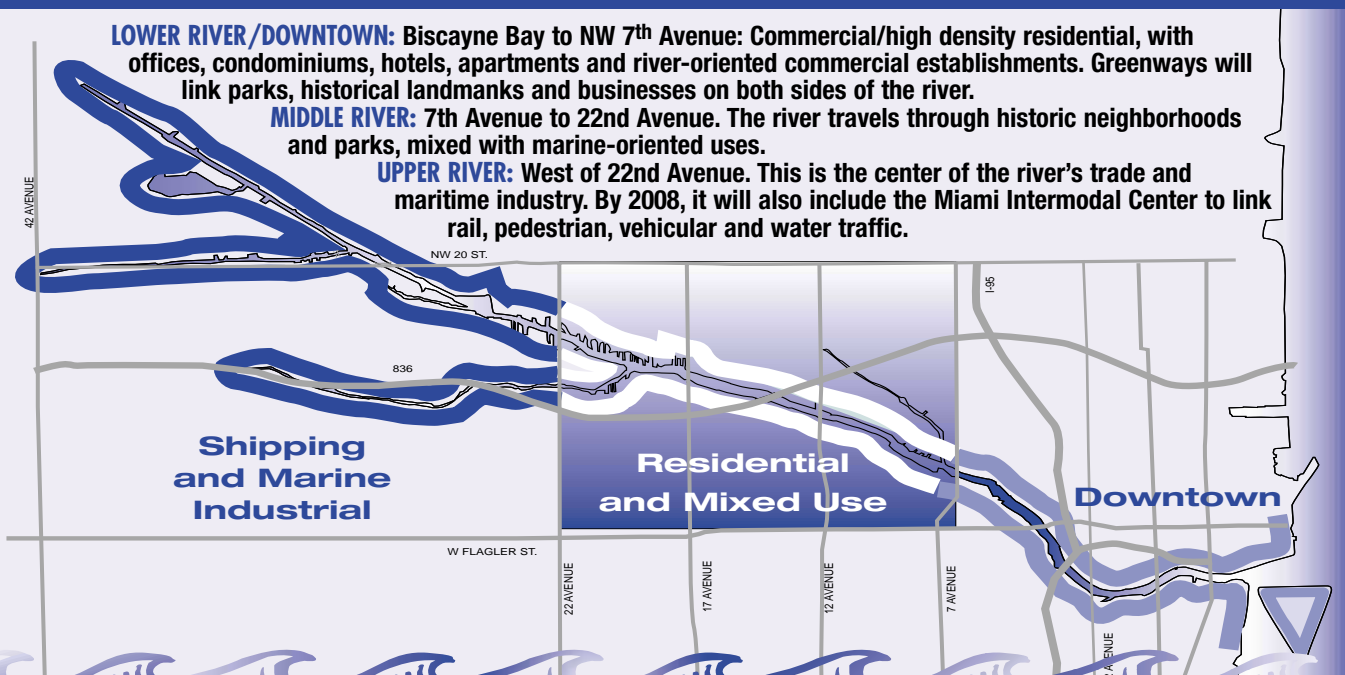 LOWER RIVER/DOWNTOWN: Biscayne Bay to NW 7th Avenue: Commercial/high density residential, with
offices, condominiums, hotels, apartments and river-oriented commercial establishments. Greenways will
link parks, historical landmanks and businesses on both sides of the river.
MIDDLE RIVER: 7th Avenue to 22nd Avenue. The river travels through historic neighborhoods
and parks, mixed with marine-oriented uses.
UPPER RIVER: West of 22nd Avenue. This is the center of the river's trade and
maritime industry. By 2008, it will also include the Miami Intermodal Center to link
rail, pedestrian, vehicular and water traffic.
42 AVENUE
NW 20 ST.
I-95
836
Shipping
and Marine
Industrial
Residential
and Mixed Use
Downtown
W FLAGLER ST.
22 AVENUE
17 AVENUE
12 AVENUE
7 AVENUE
AVENUE